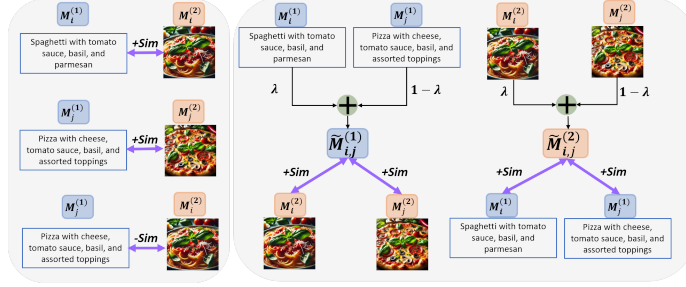 M_i^(1) M_i^(2)
Spaghetti with tomato
sauce, basil, and
parmesan
+Sim
M_j^(1) M_j^(2)
Pizza with cheese,
tomato sauce, basil, and
assorted toppings
+Sim
M_j^(1) M_i^(2)
Pizza with cheese,
tomato sauce, basil, and
assorted toppings
-Sim
M_i^(1) M_j^(1)
Spaghetti with tomato
sauce, basil, and
parmesan
Pizza with cheese,
tomato sauce, basil, and
assorted toppings
λ 1 − λ
+
M̃_{i,j}^(1)
+Sim +Sim
M_i^(2) M_j^(2)
M_i^(2) M_j^(2)
λ 1 − λ
+
M̃_{i,j}^(2)
+Sim +Sim
M_i^(1) M_j^(1)
Spaghetti with tomato
sauce, basil, and
parmesan
Pizza with cheese,
tomato sauce, basil, and
assorted toppings